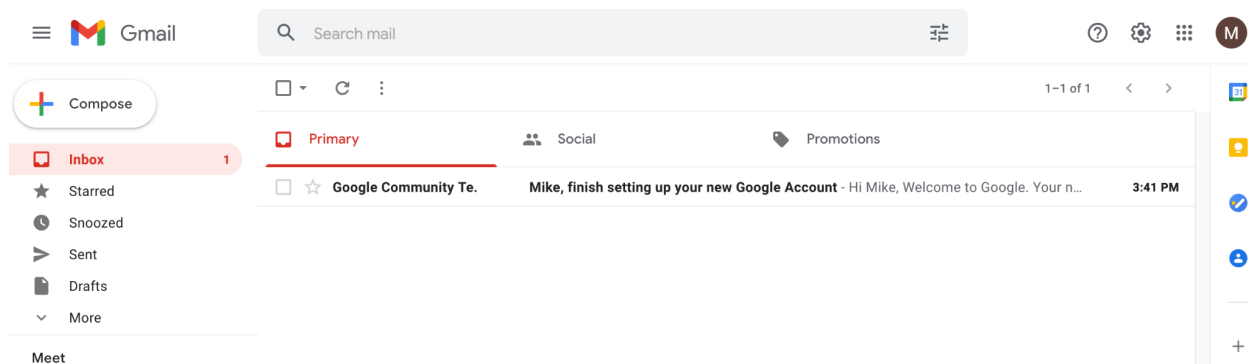 Gmail
Search mail
M
Compose
1–1 of 1
31
Primary
Social
Promotions
Inbox 1
Google Community Te. Mike, finish setting up your new Google Account - Hi Mike, Welcome to Google. Your n... 3:41 PM
Starred
Snoozed
Sent
Drafts
More
Meet